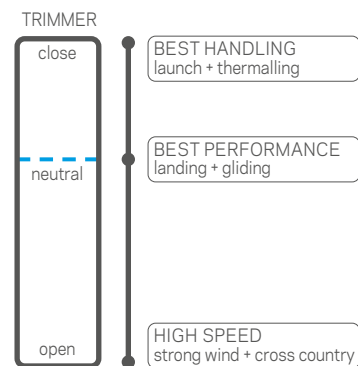 TRIMMER
close
BEST HANDLING
launch + thermalling
BEST PERFORMANCE
landing + gliding
neutral
HIGH SPEED
open
strong wind + cross country